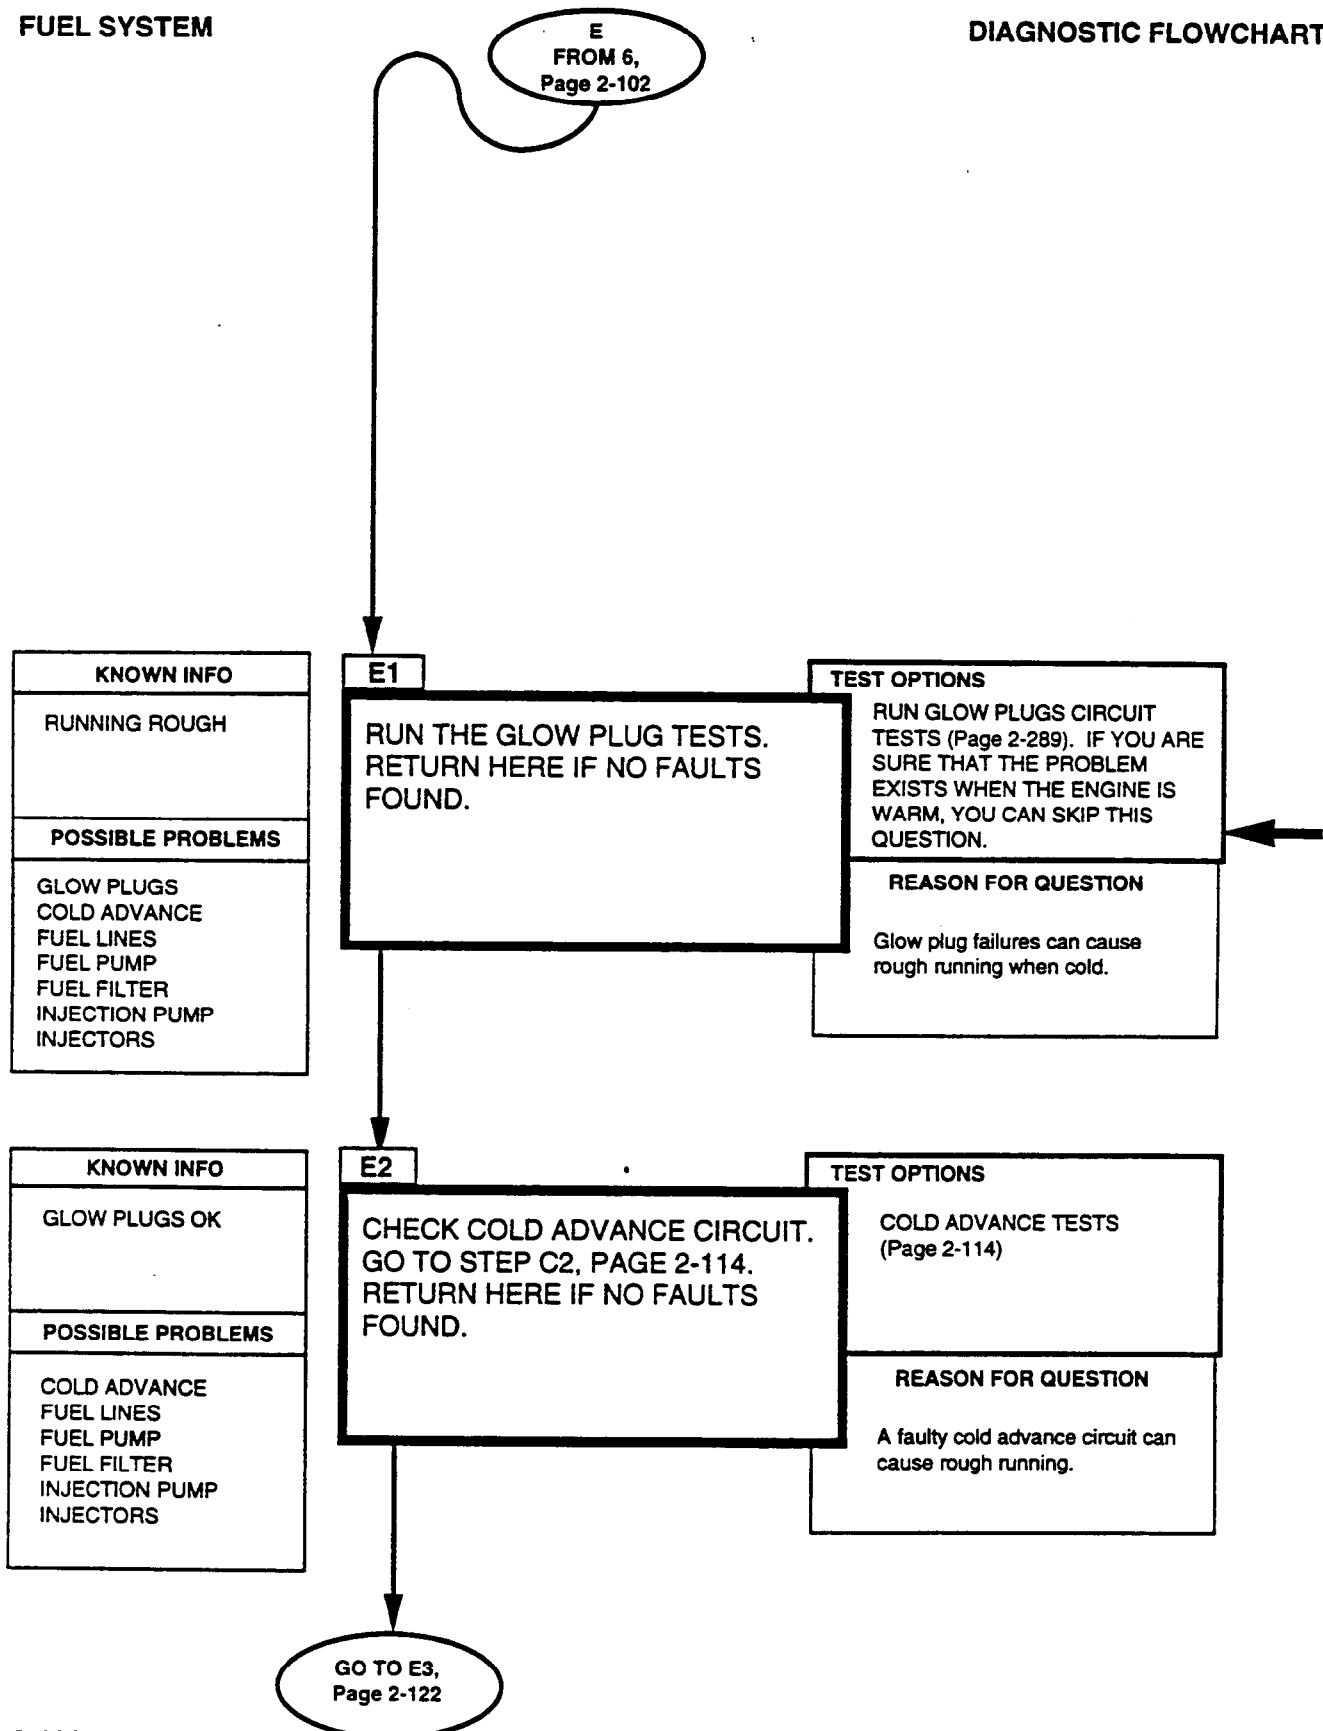 FUEL SYSTEM
DIAGNOSTIC FLOWCHART
E
FROM 6,
Page 2-102
KNOWN INFO
RUNNING ROUGH
POSSIBLE PROBLEMS
GLOW PLUGS
COLD ADVANCE
FUEL LINES
FUEL PUMP
FUEL FILTER
INJECTION PUMP
INJECTORS
E1
RUN THE GLOW PLUG TESTS.
RETURN HERE IF NO FAULTS
FOUND.
TEST OPTIONS
RUN GLOW PLUGS CIRCUIT
TESTS (Page 2-289). IF YOU ARE
SURE THAT THE PROBLEM
EXISTS WHEN THE ENGINE IS
WARM, YOU CAN SKIP THIS
QUESTION.
REASON FOR QUESTION
Glow plug failures can cause
rough running when cold.
KNOWN INFO
GLOW PLUGS OK
POSSIBLE PROBLEMS
COLD ADVANCE
FUEL LINES
FUEL PUMP
FUEL FILTER
INJECTION PUMP
INJECTORS
E2
CHECK COLD ADVANCE CIRCUIT.
GO TO STEP C2, PAGE 2-114.
RETURN HERE IF NO FAULTS
FOUND.
TEST OPTIONS
COLD ADVANCE TESTS
(Page 2-114)
REASON FOR QUESTION
A faulty cold advance circuit can
cause rough running.
GO TO E3,
Page 2-122